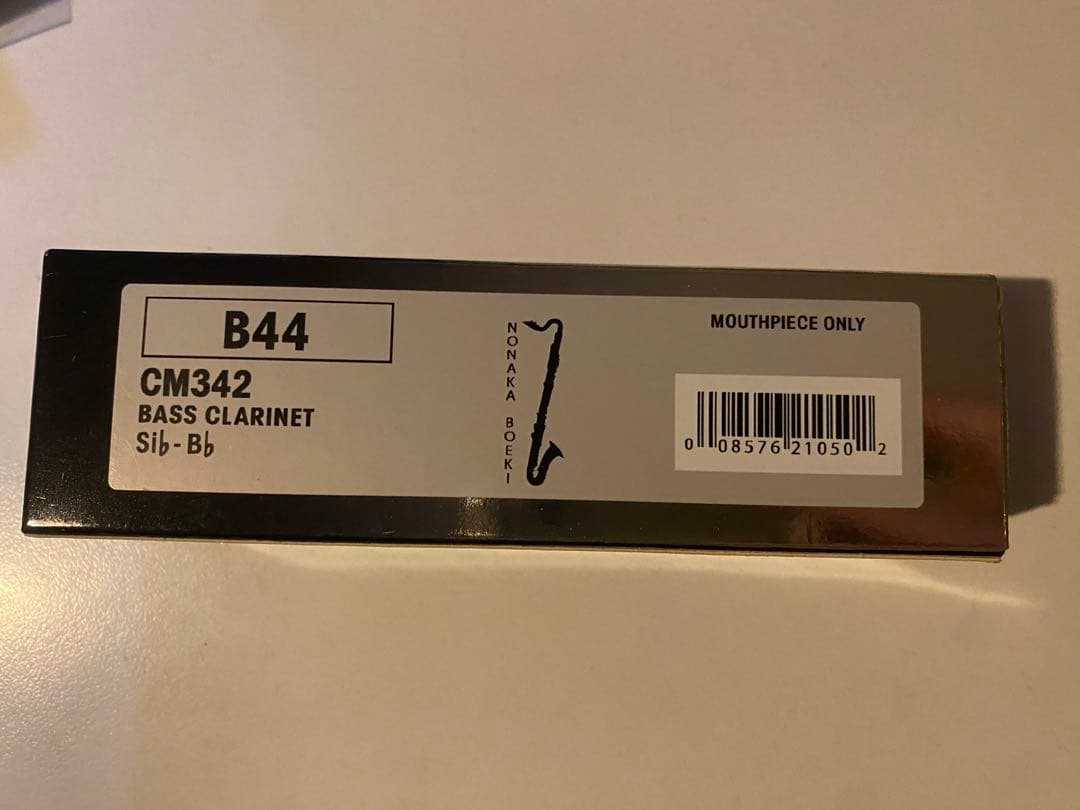 B44
CM342
BASS CLARINET
Sib - Bb
NONAKA BOEKI
MOUTHPIECE ONLY
0 08576 21050 2